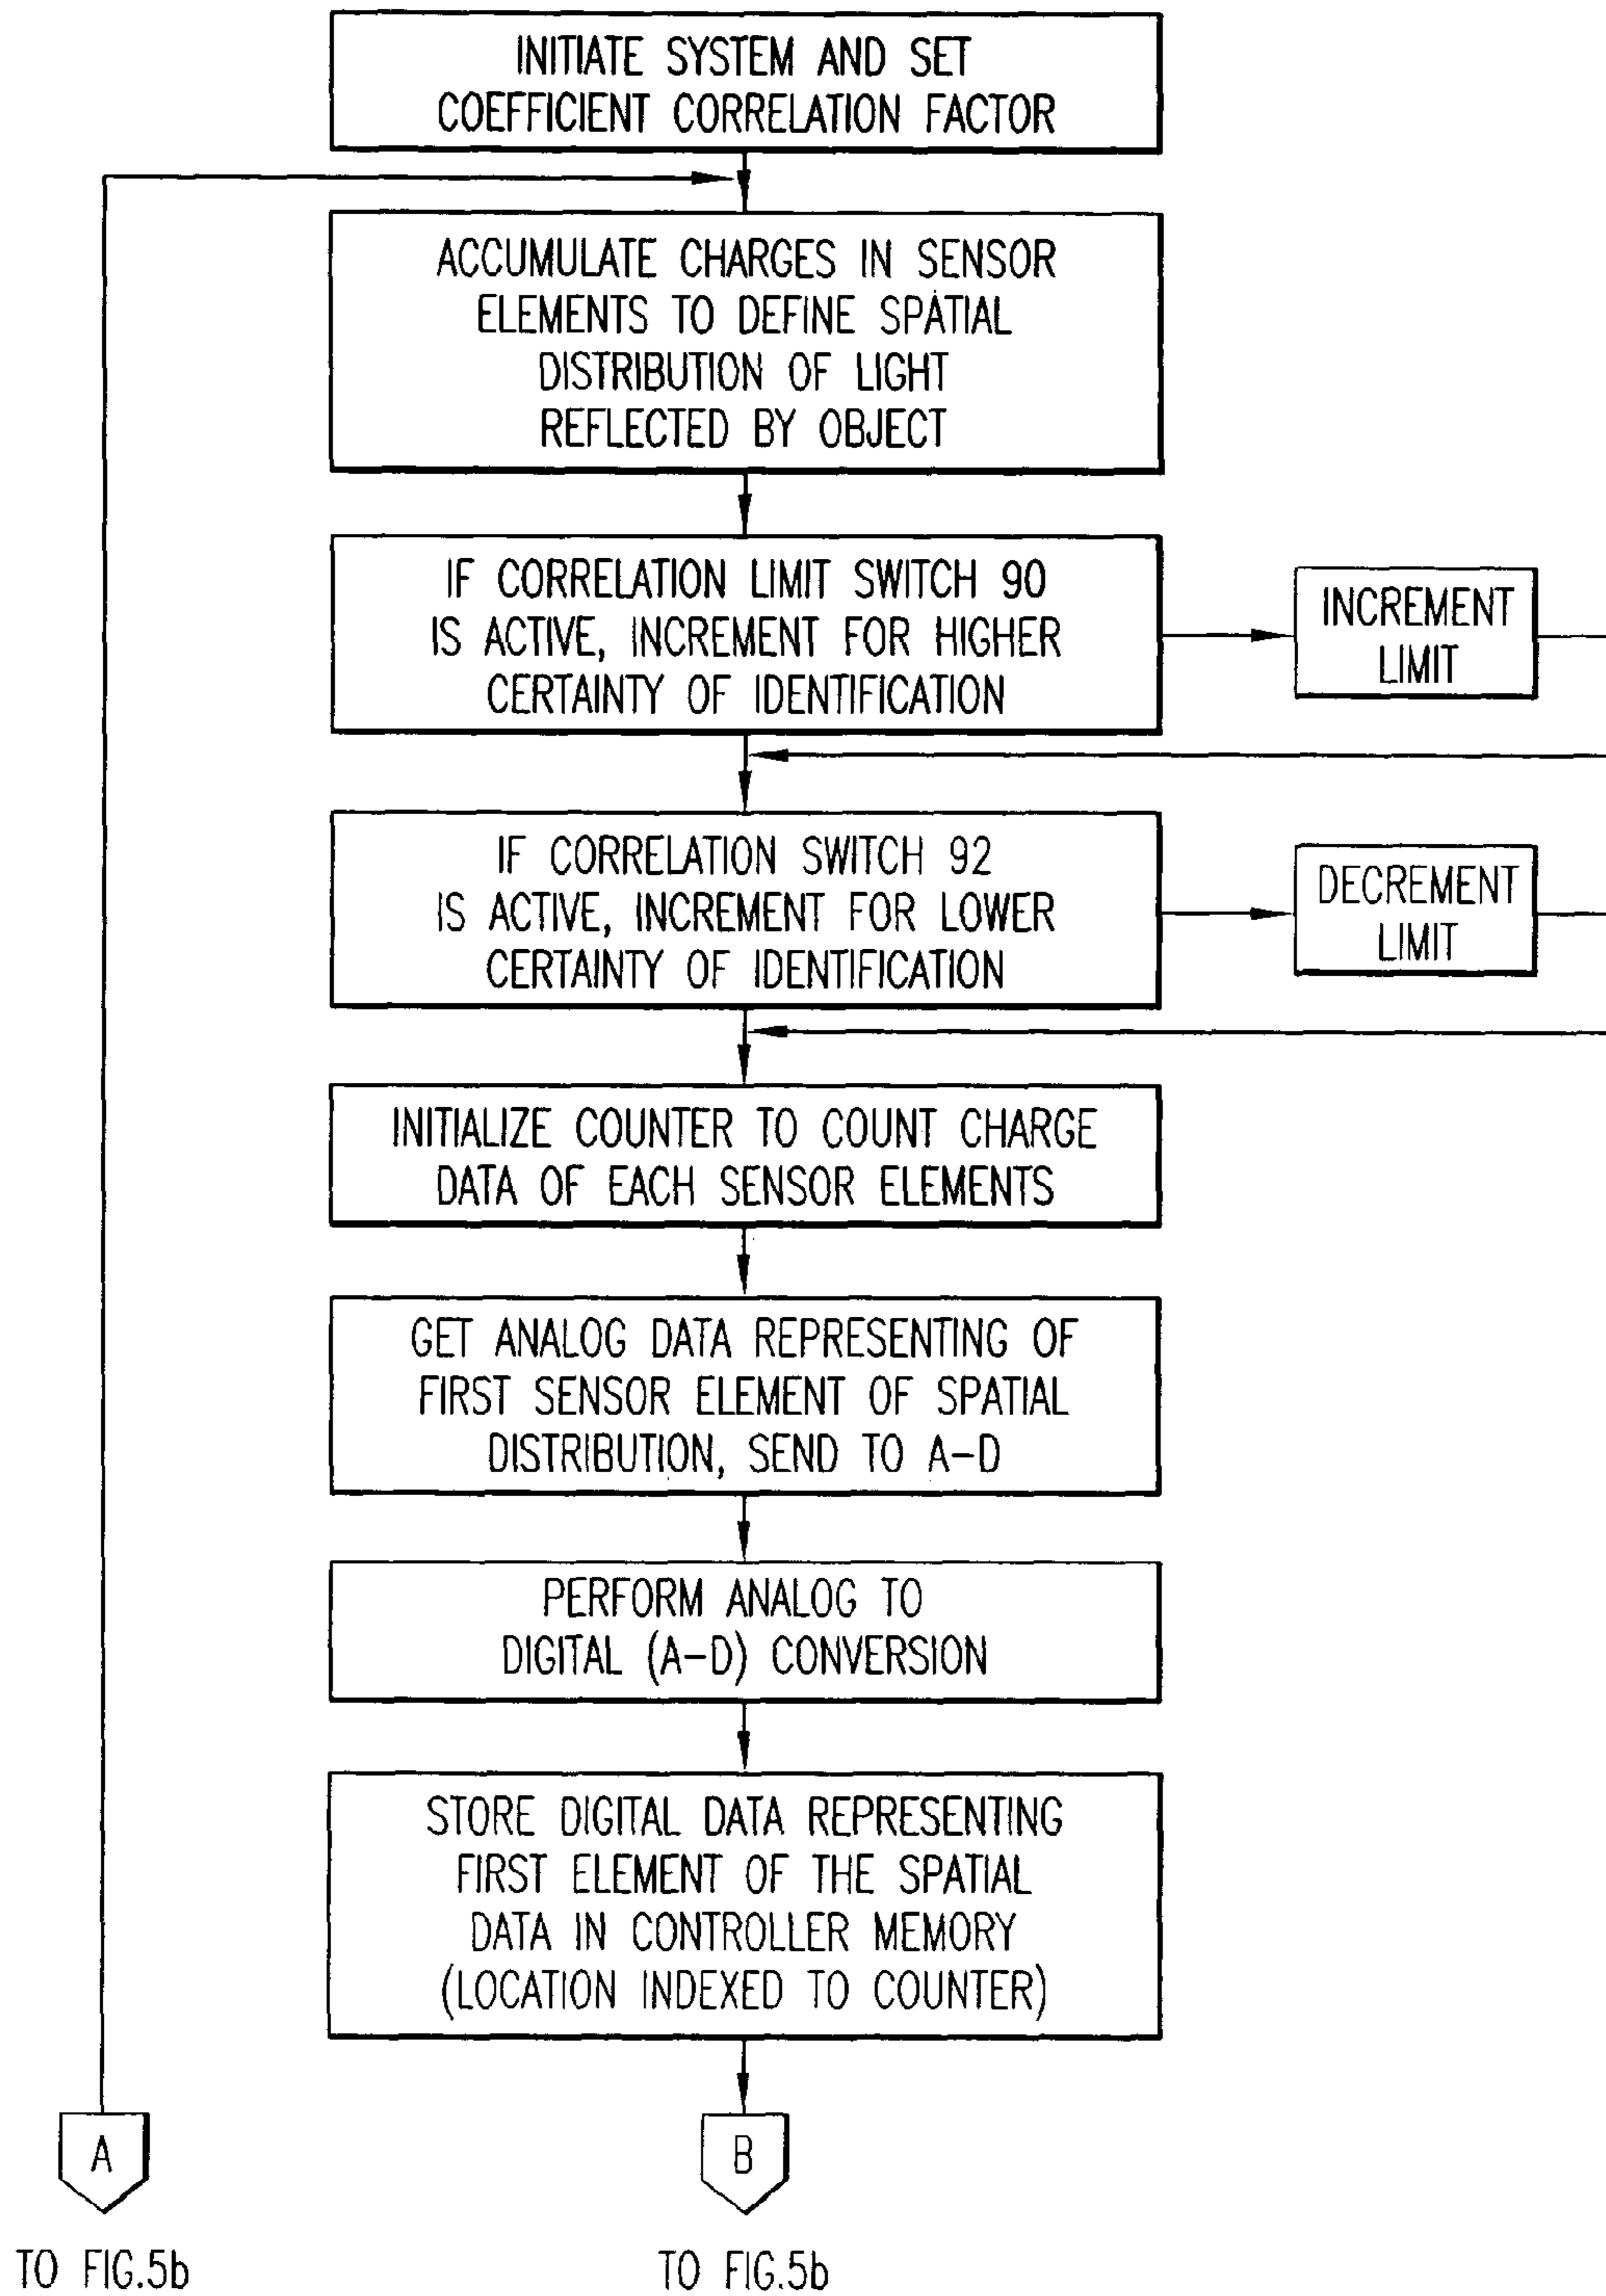 INITIATE SYSTEM AND SET
COEFFICIENT CORRELATION FACTOR
ACCUMULATE CHARGES IN SENSOR
ELEMENTS TO DEFINE SPATIAL
DISTRIBUTION OF LIGHT
REFLECTED BY OBJECT
IF CORRELATION LIMIT SWITCH 90
IS ACTIVE, INCREMENT FOR HIGHER
CERTAINTY OF IDENTIFICATION
INCREMENT
LIMIT
IF CORRELATION SWITCH 92
IS ACTIVE, INCREMENT FOR LOWER
CERTAINTY OF IDENTIFICATION
DECREMENT
LIMIT
INITIALIZE COUNTER TO COUNT CHARGE
DATA OF EACH SENSOR ELEMENTS
GET ANALOG DATA REPRESENTING OF
FIRST SENSOR ELEMENT OF SPATIAL
DISTRIBUTION, SEND TO A-D
PERFORM ANALOG TO
DIGITAL (A-D) CONVERSION
STORE DIGITAL DATA REPRESENTING
FIRST ELEMENT OF THE SPATIAL
DATA IN CONTROLLER MEMORY
(LOCATION INDEXED TO COUNTER)
A
B
TO FIG.5b
TO FIG.5b